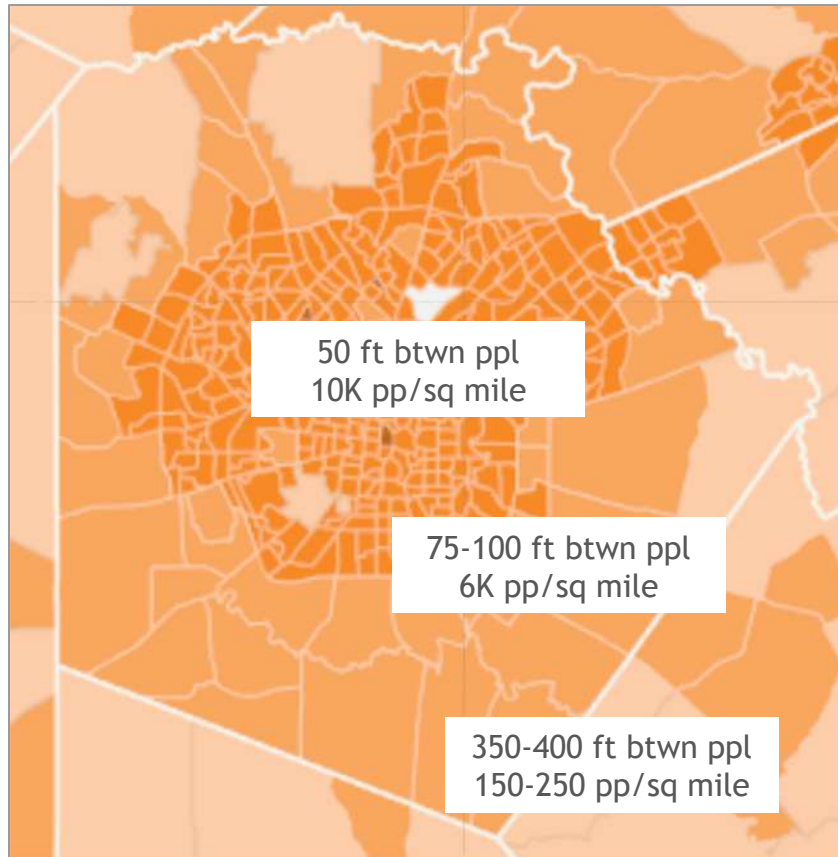 50 ft btwn ppl
10K pp/sq mile
75-100 ft btwn ppl
6K pp/sq mile
350-400 ft btwn ppl
150-250 pp/sq mile